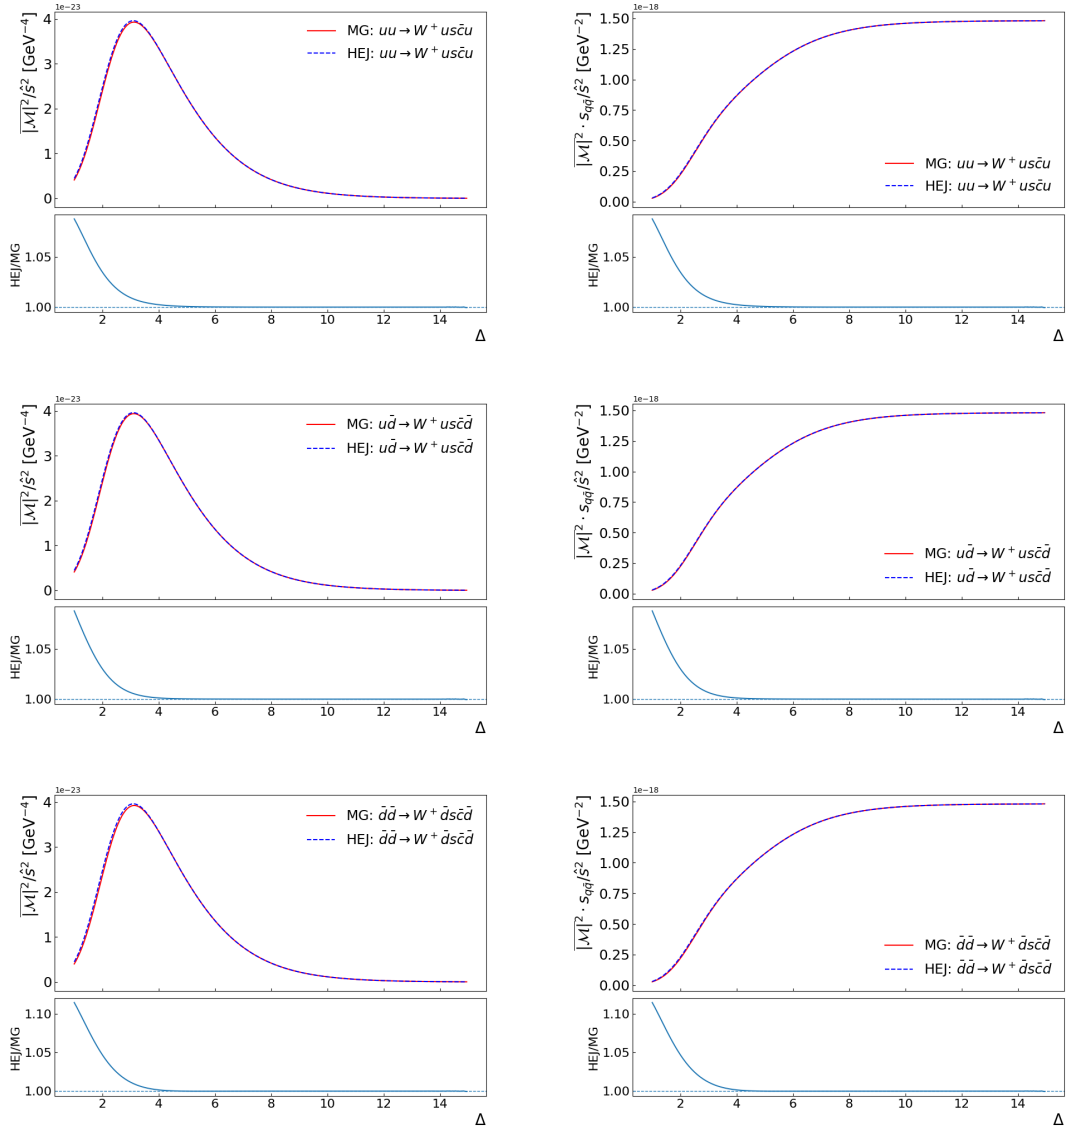 1e-23
|M|²/ŝ² [GeV⁻⁴]
4
3
2
1
0
MG: uu → W⁺usc̄u
HEJ: uu → W⁺usc̄u
HEJ/MG
1.05
1.00
2 4 6 8 10 12 14
Δ
1e-18
|M|² · s_qq̄/ŝ² [GeV⁻²]
1.50
1.25
1.00
0.75
0.50
0.25
0.00
MG: uu → W⁺usc̄u
HEJ: uu → W⁺usc̄u
HEJ/MG
1.05
1.00
2 4 6 8 10 12 14
Δ
1e-23
|M|²/ŝ² [GeV⁻⁴]
4
3
2
1
0
MG: ud̄ → W⁺usc̄d̄
HEJ: ud̄ → W⁺usc̄d̄
HEJ/MG
1.05
1.00
2 4 6 8 10 12 14
Δ
1e-18
|M|² · s_qq̄/ŝ² [GeV⁻²]
1.50
1.25
1.00
0.75
0.50
0.25
0.00
MG: ud̄ → W⁺usc̄d̄
HEJ: ud̄ → W⁺usc̄d̄
HEJ/MG
1.05
1.00
2 4 6 8 10 12 14
Δ
1e-23
|M|²/ŝ² [GeV⁻⁴]
4
3
2
1
0
MG: d̄d̄ → W⁺d̄sc̄d̄
HEJ: d̄d̄ → W⁺d̄sc̄d̄
HEJ/MG
1.10
1.05
1.00
2 4 6 8 10 12 14
Δ
1e-18
|M|² · s_qq̄/ŝ² [GeV⁻²]
1.50
1.25
1.00
0.75
0.50
0.25
0.00
MG: d̄d̄ → W⁺d̄sc̄d̄
HEJ: d̄d̄ → W⁺d̄sc̄d̄
HEJ/MG
1.10
1.05
1.00
2 4 6 8 10 12 14
Δ